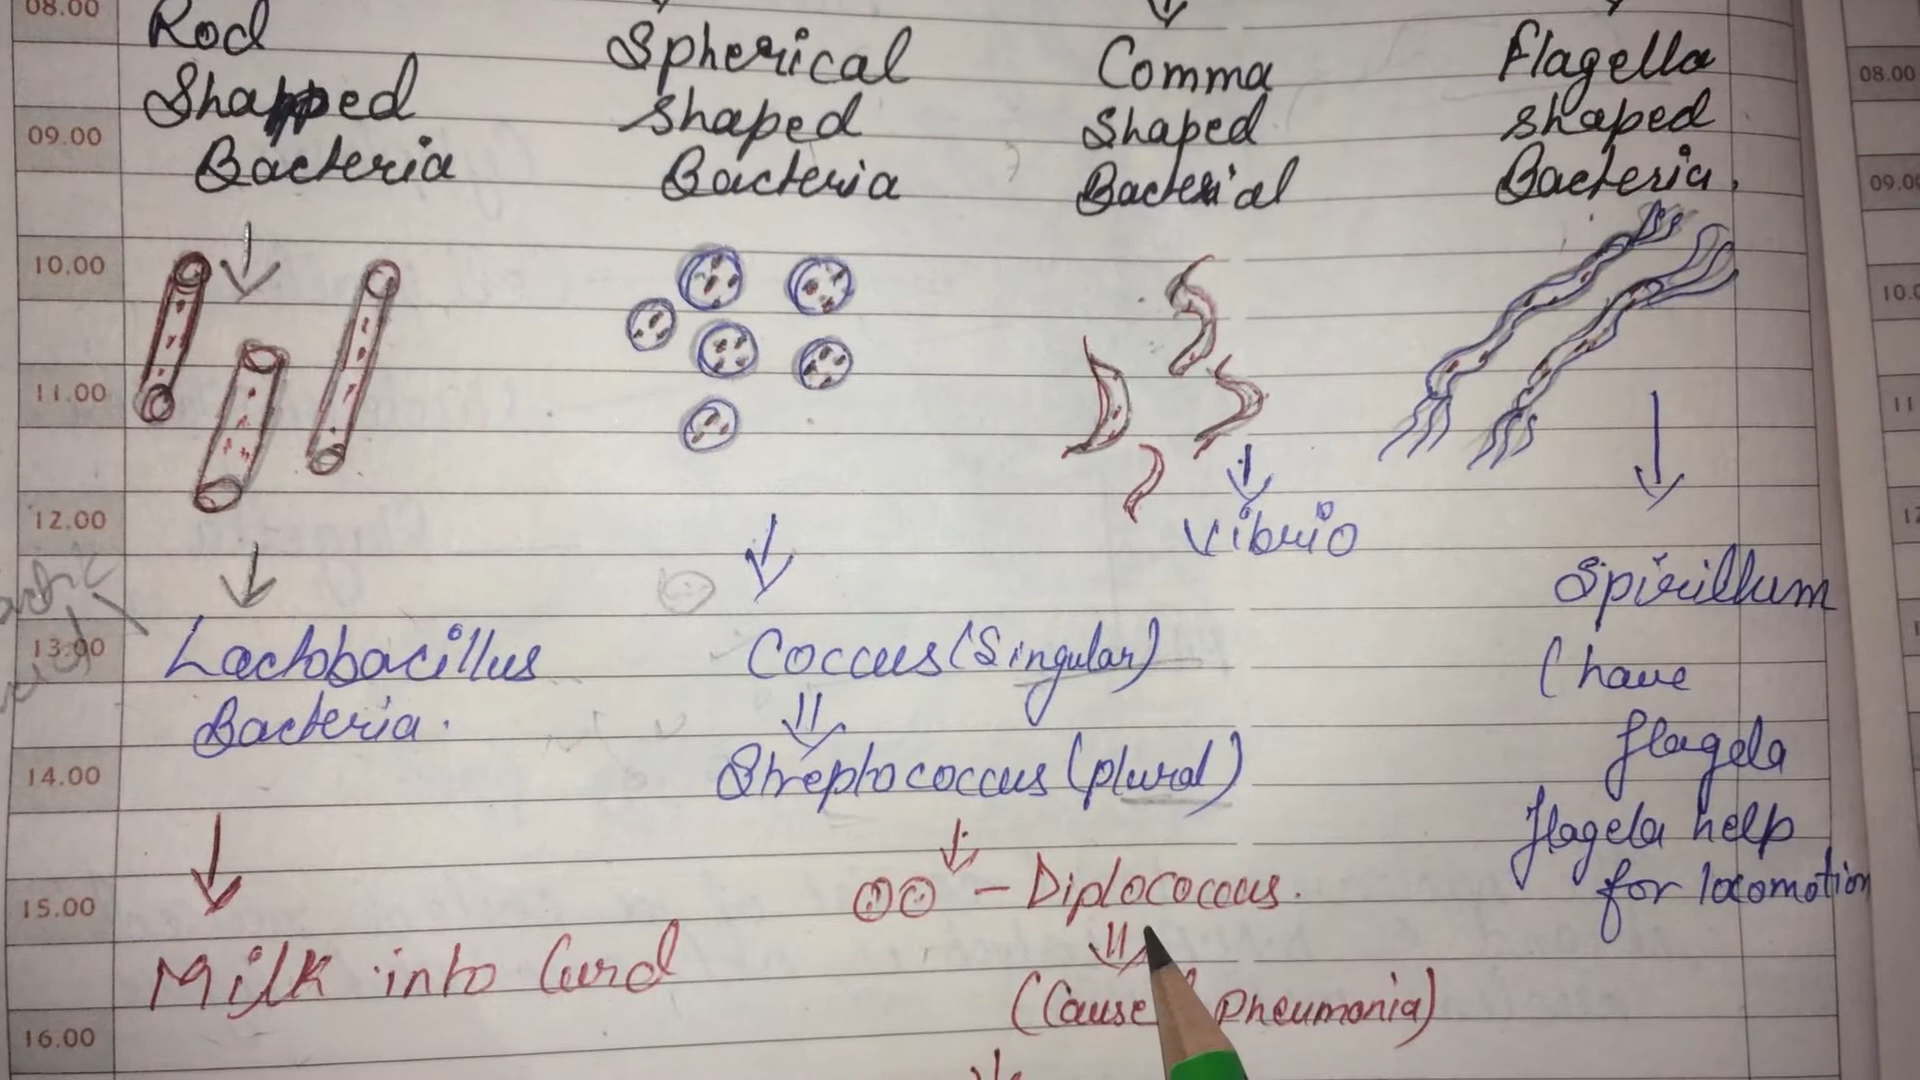 08.00
Rod
Shapped
Bacteria
Spherical
Shaped
Bacteria
Comma
Shaped
Bacterial
Flagella
shaped
Bacteria.
08.00
09.00
09.00
10.00
10.0
11.00
11
12.00
12
Vibrio
13.00
Lactobacillus
Bacteria.
Coccus (Singular)
Streptococcus (plural)
Spirillum
(have
flagela
flagela help
for locomotion
14.00
15.00
- Diplococcus.
Milk into Curd
(Cause Pneumonia)
16.00